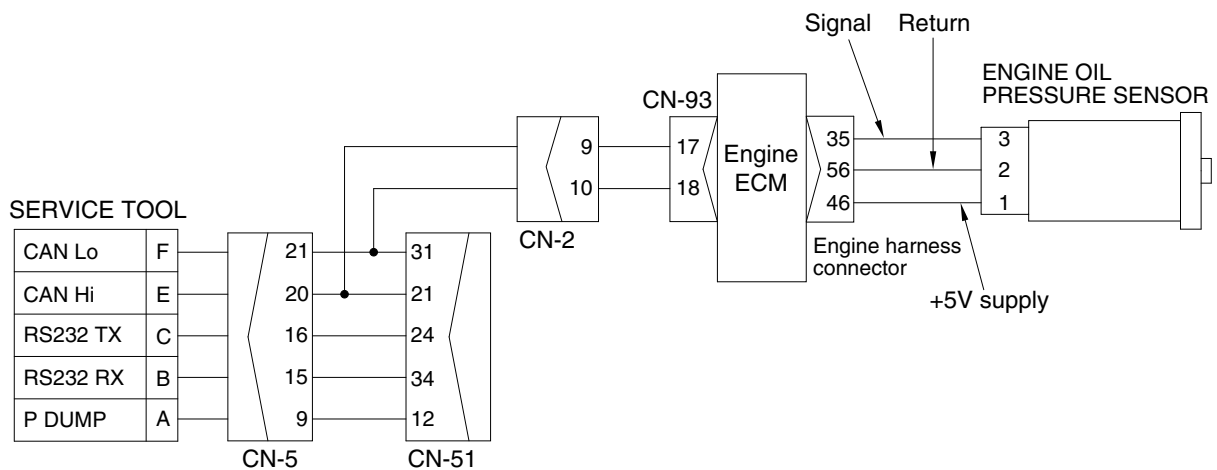 Signal Return
ENGINE OIL
PRESSURE SENSOR
CN-93
Engine
ECM
9 17 35 3
10 18 56 2
46 1
CN-2
Engine harness
connector
+5V supply
SERVICE TOOL
CAN Lo F 21 31
CAN Hi E 20 21
RS232 TX C 16 24
RS232 RX B 15 34
P DUMP A 9 12
CN-5 CN-51